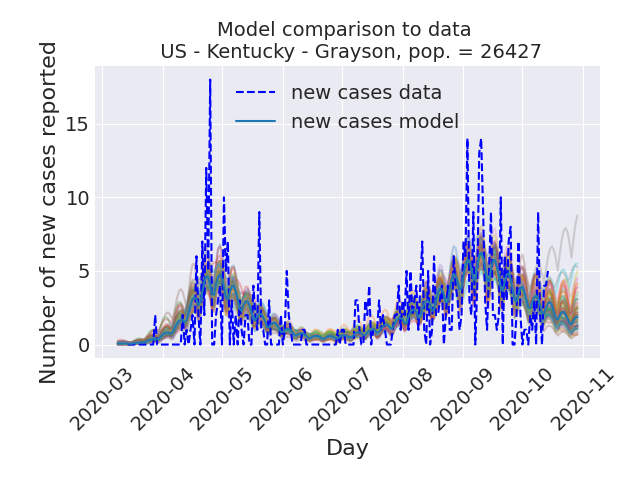 Model comparison to data
US - Kentucky - Grayson, pop. = 26427
new cases data
new cases model
Number of new cases reported
15
10
5
0
2020-03
2020-04
2020-05
2020-06
2020-07
2020-08
2020-09
2020-10
2020-11
Day